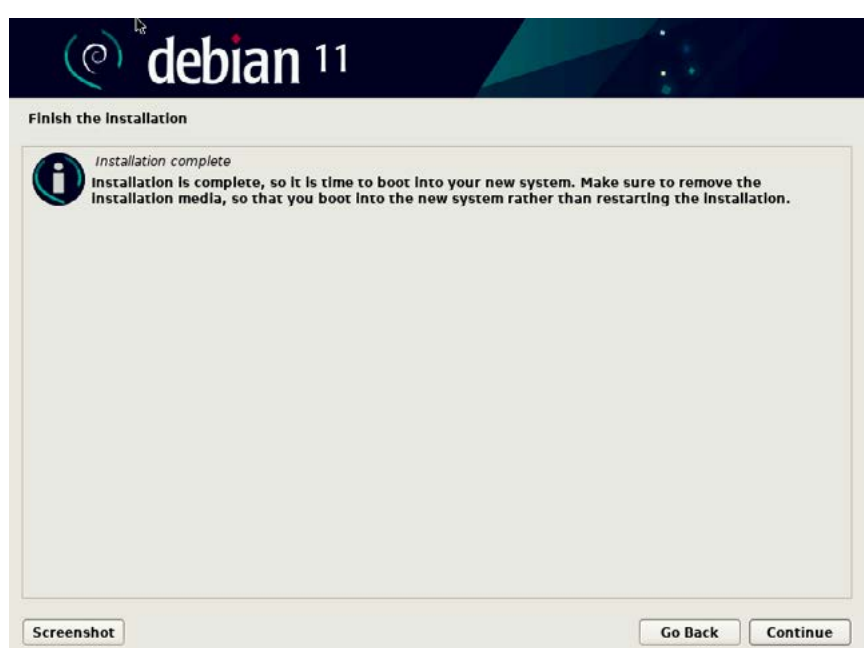 debian 11
Finish the installation
Installation complete
Installation is complete, so it is time to boot into your new system. Make sure to remove the
installation media, so that you boot into the new system rather than restarting the installation.
Screenshot
Go Back
Continue